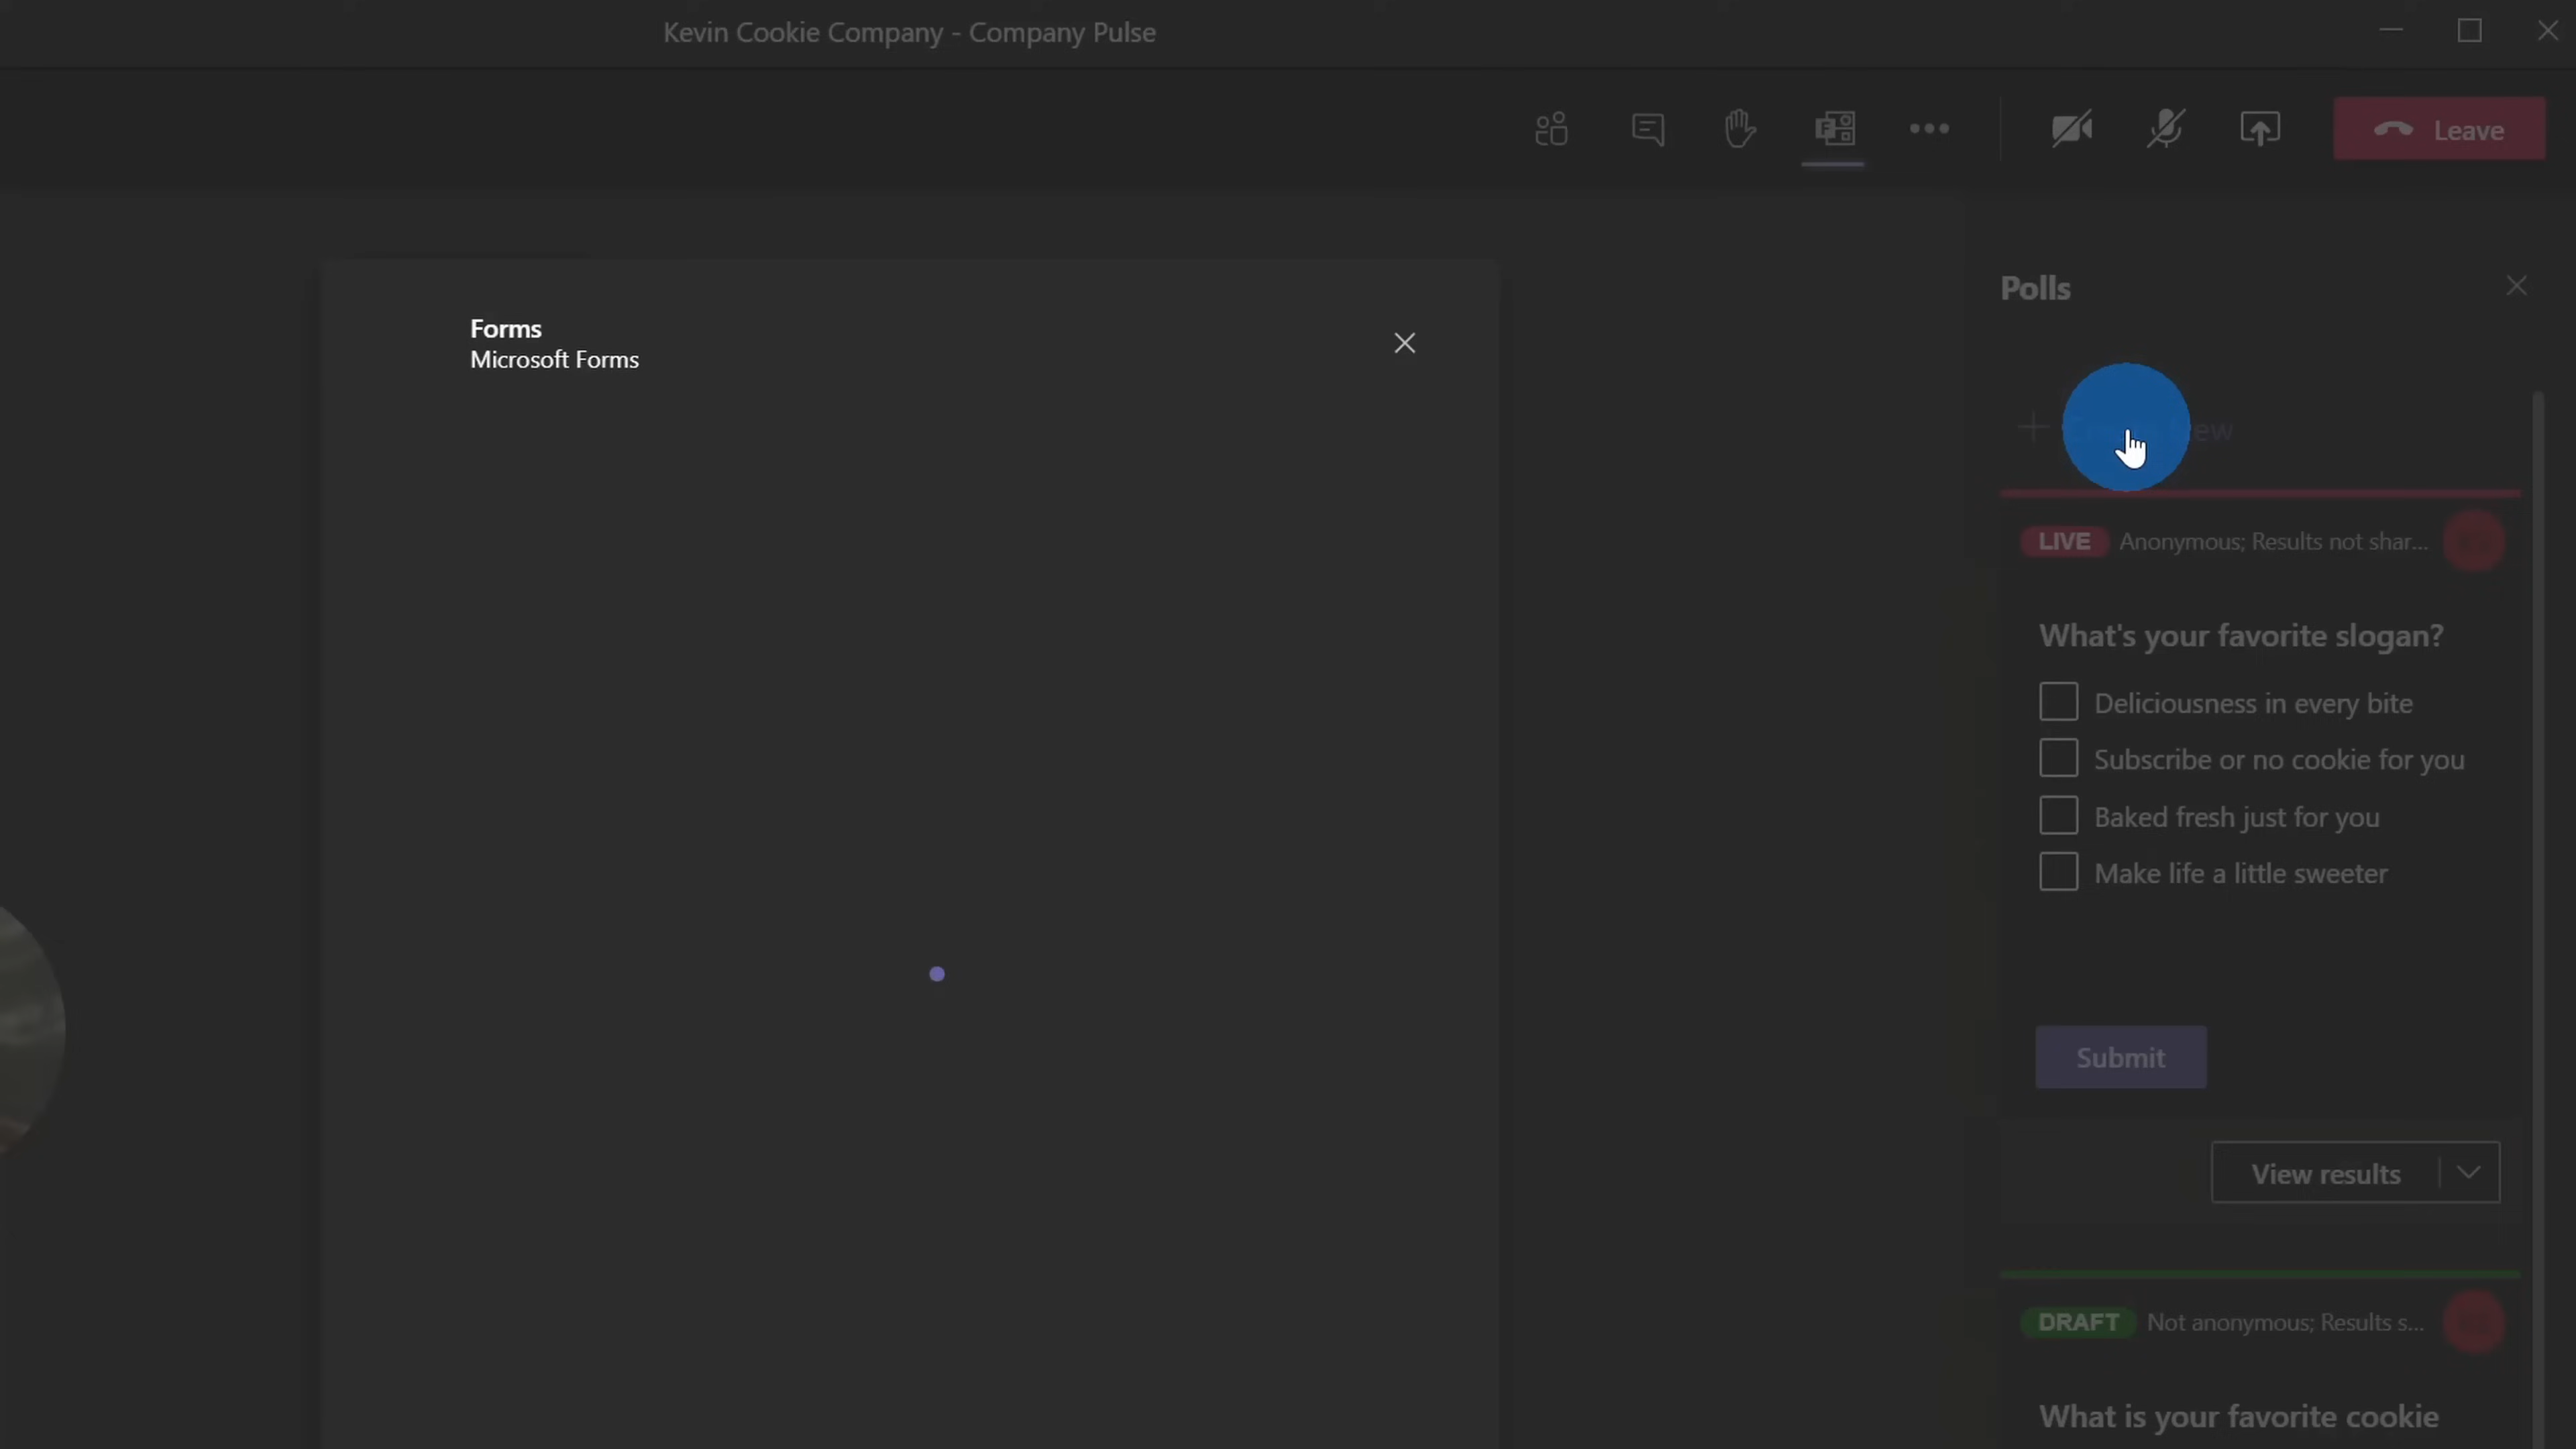 Kevin Cookie Company - Company Pulse
Leave
Forms
Microsoft Forms
Polls
LIVE Anonymous; Results not shar...
What's your favorite slogan?
Deliciousness in every bite
Subscribe or no cookie for you
Baked fresh just for you
Make life a little sweeter
Submit
View results
DRAFT Not anonymous; Results s...
What is your favorite cookie